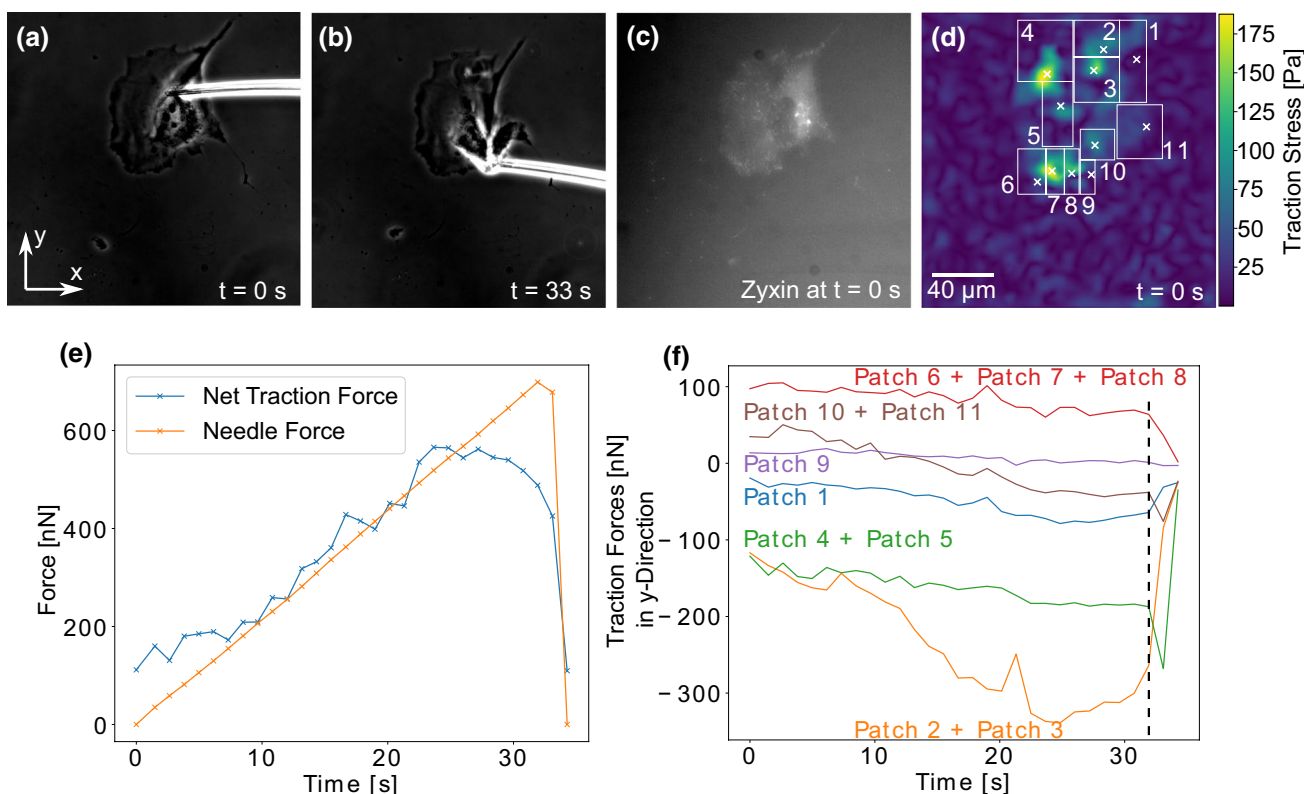 (a)
y
x
t = 0 s
(b)
t = 33 s
(c)
Zyxin at t = 0 s
(d)
4
2
1
3
5
11
10
6
7
8
9
40 µm
t = 0 s
175
150
125
100
75
50
25
Traction Stress [Pa]
(e)
Net Traction Force
Needle Force
600
400
200
0
Force [nN]
0
10
20
30
Time [s]
(f)
100
0
−100
−200
−300
Traction Forces [nN]
in y-Direction
Patch 6 + Patch 7 + Patch 8
Patch 10 + Patch 11
Patch 9
Patch 1
Patch 4 + Patch 5
Patch 2 + Patch 3
0
10
20
30
Time [s]